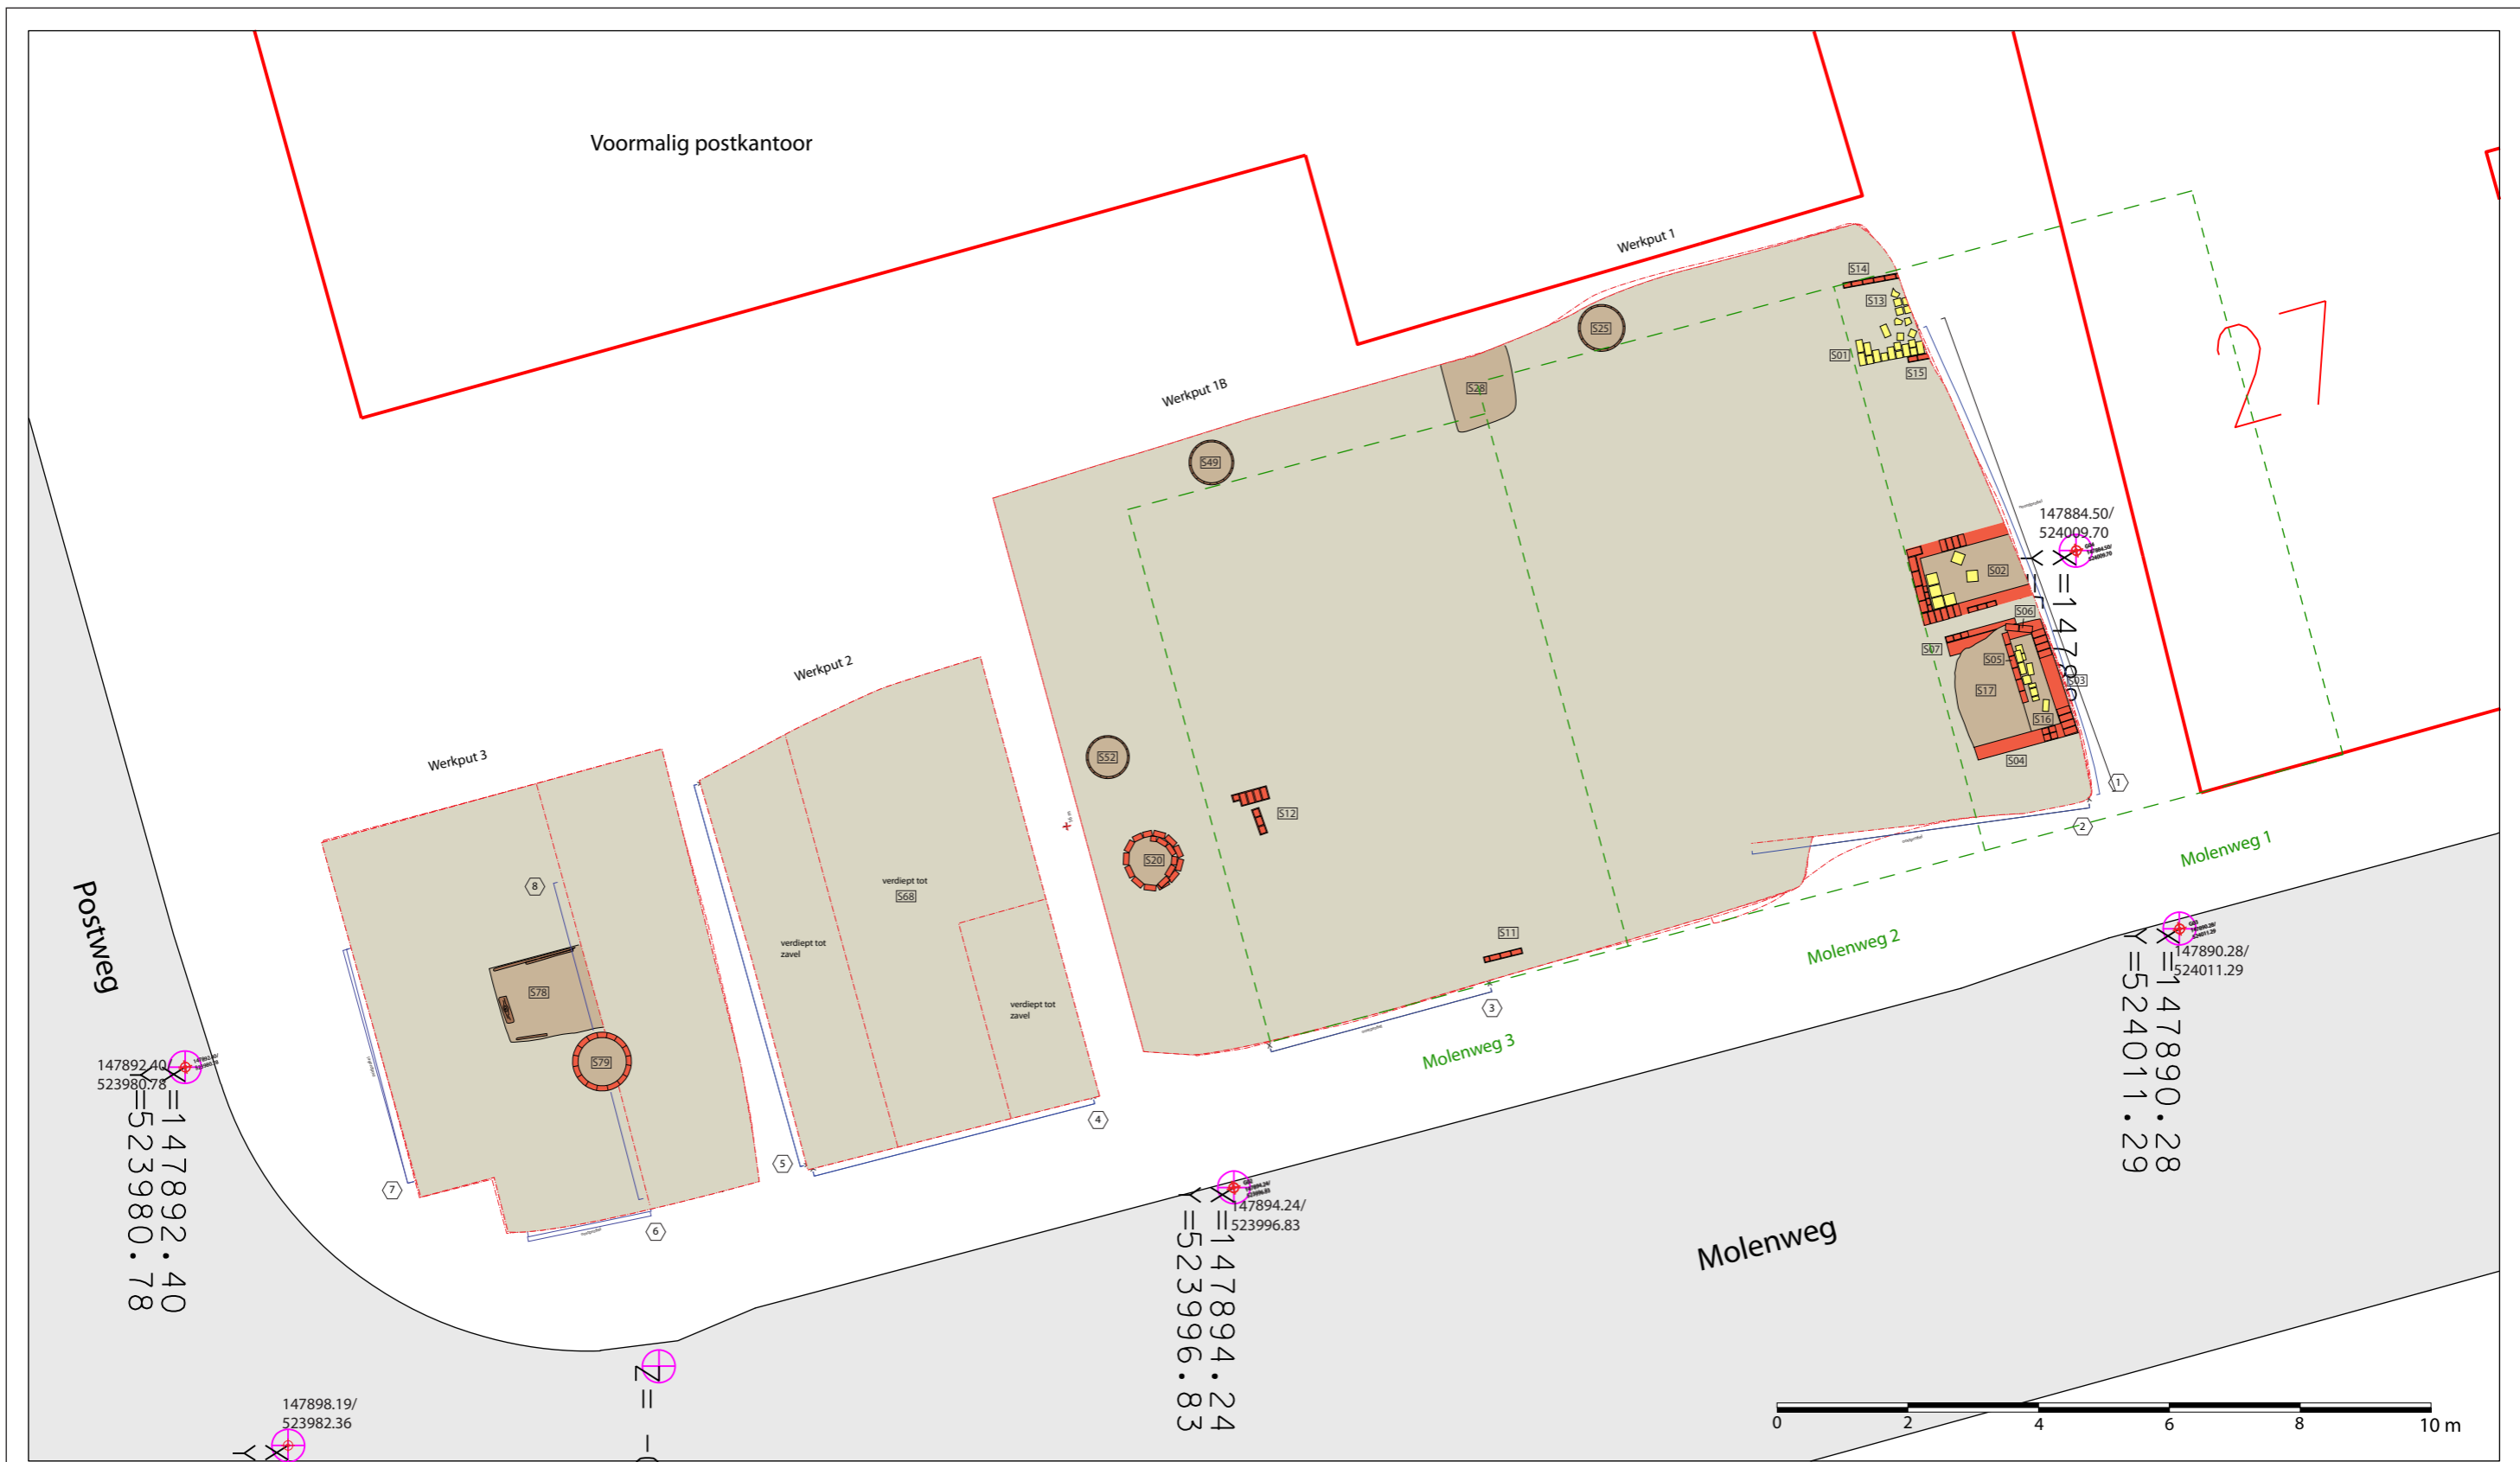 Voormalig postkantoor
Werkput 1
S14
S13
S25
S01
S15
27
Werkput 1B
S28
S49
147884.50/
524009.70
S02
S06
S07
S05
S03
S17
S16
S04
1
2
Werkput 2
Werkput 3
S52
S12
S20
verdiept tot
S68
verdiept tot
zavel
verdiept tot
zavel
8
S78
S79
S11
3
Molenweg 1
Molenweg 2
Molenweg 3
Postweg
147890.28/
524011.29
X=147890.28
Y=524011.29
147892.40/
523980.78
X=147892.40
Y=523980.78
4
5
6
7
147894.24/
523996.83
X=147894.24
Y=523996.83
Molenweg
147898.19/
523982.36
X
Y
Z=
0 2 4 6 8 10 m